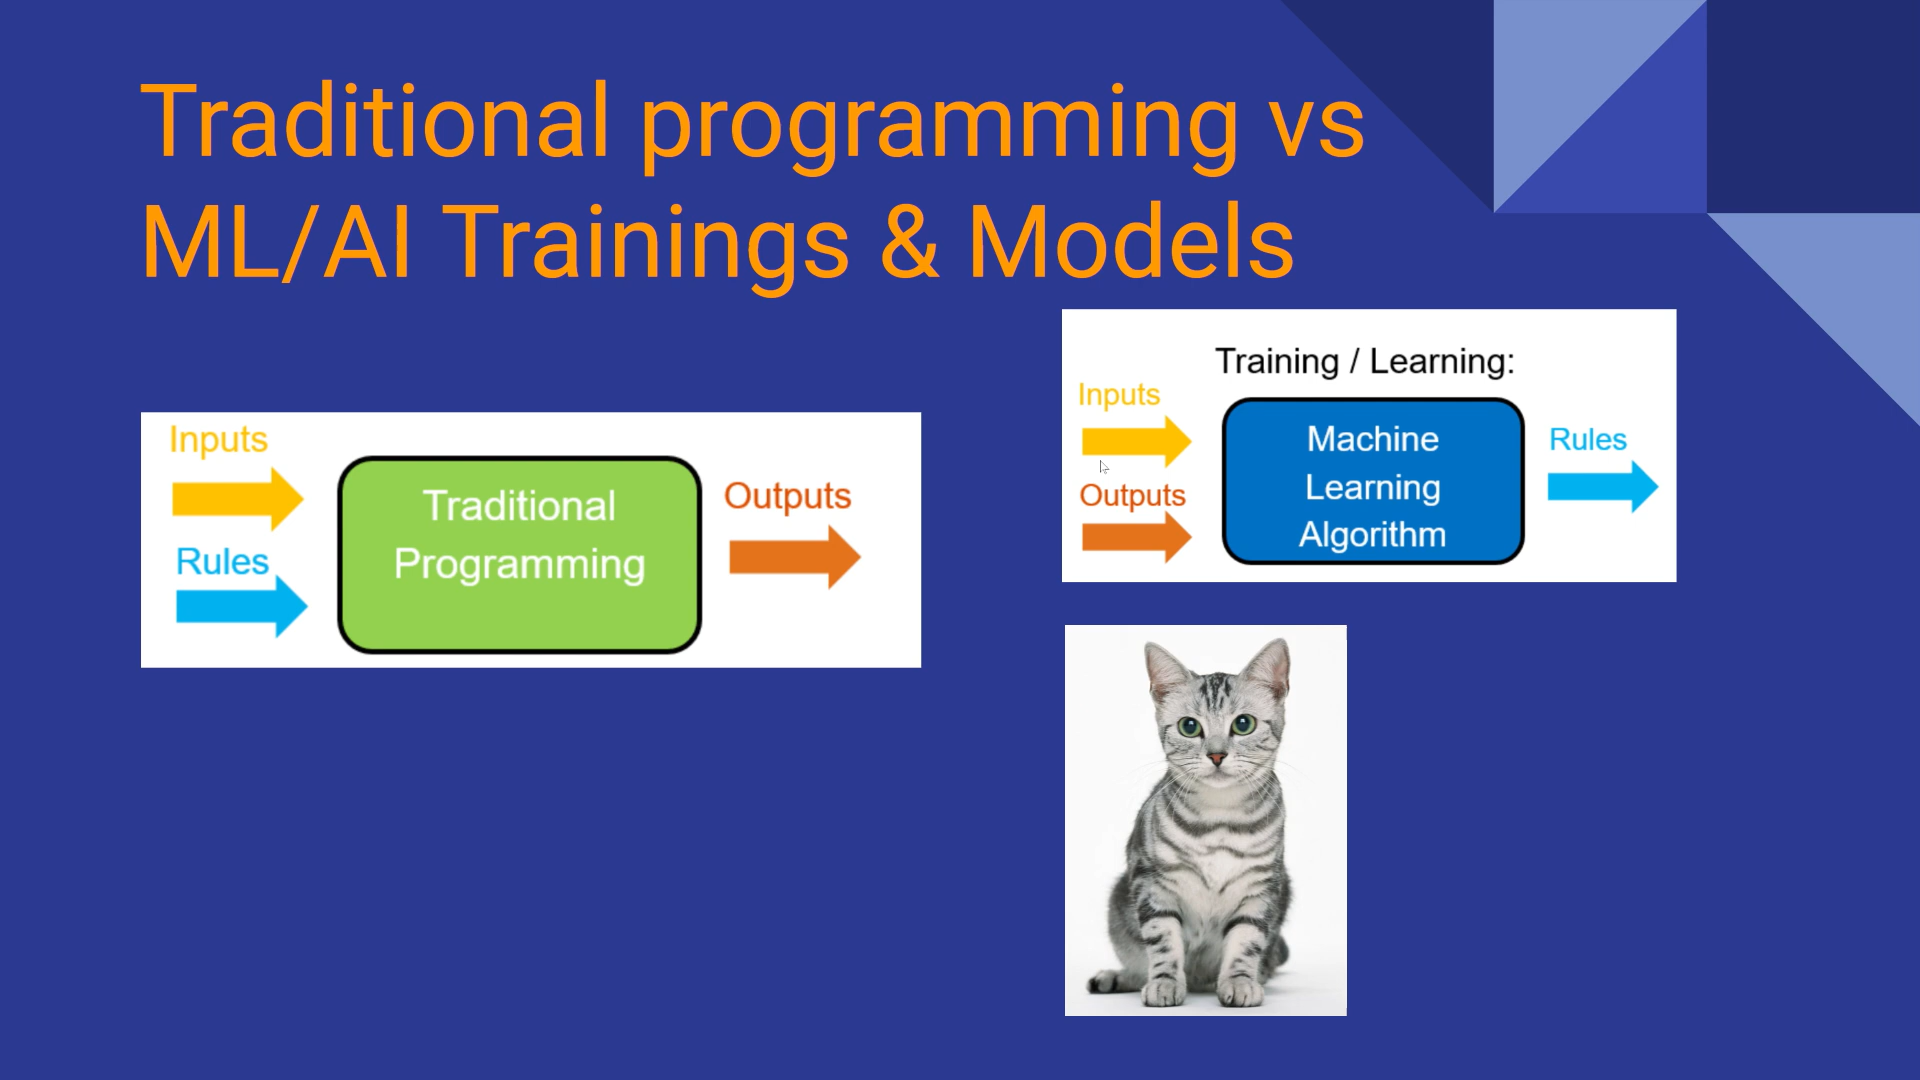 Traditional programming vs
ML/AI Trainings & Models
Inputs
Rules
Traditional
Programming
Outputs
Training / Learning:
Inputs
Outputs
Machine
Learning
Algorithm
Rules